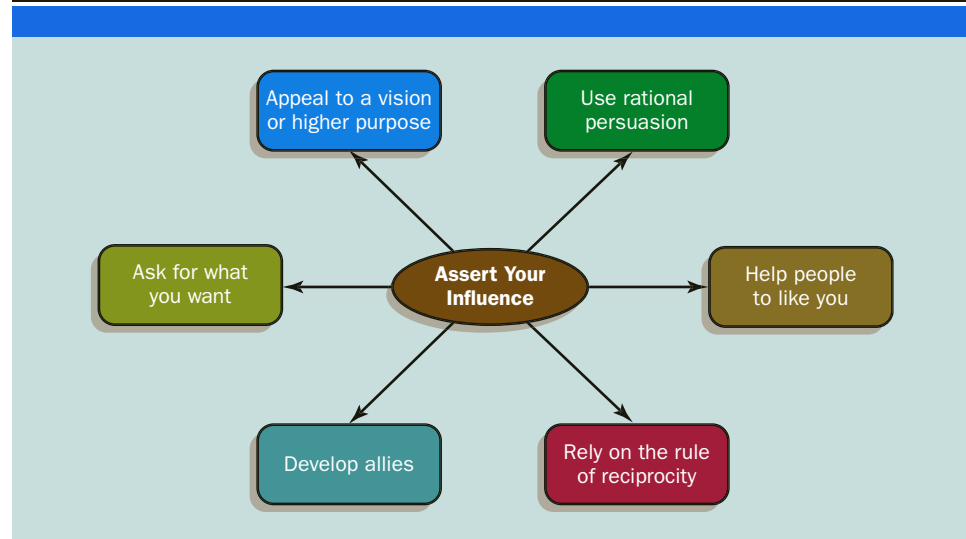 Appeal to a vision
or higher purpose
Use rational
persuasion
Ask for what
you want
Assert Your
Influence
Help people
to like you
Develop allies
Rely on the rule
of reciprocity